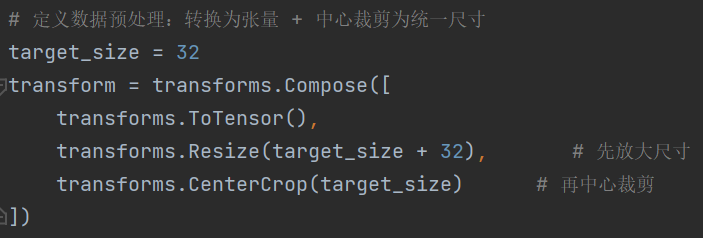 # 定义数据预处理：转换为张量 + 中心裁剪为统一尺寸
target_size = 32
transform = transforms.Compose([
    transforms.ToTensor(),
    transforms.Resize(target_size + 32),       # 先放大尺寸
    transforms.CenterCrop(target_size)      # 再中心裁剪
])